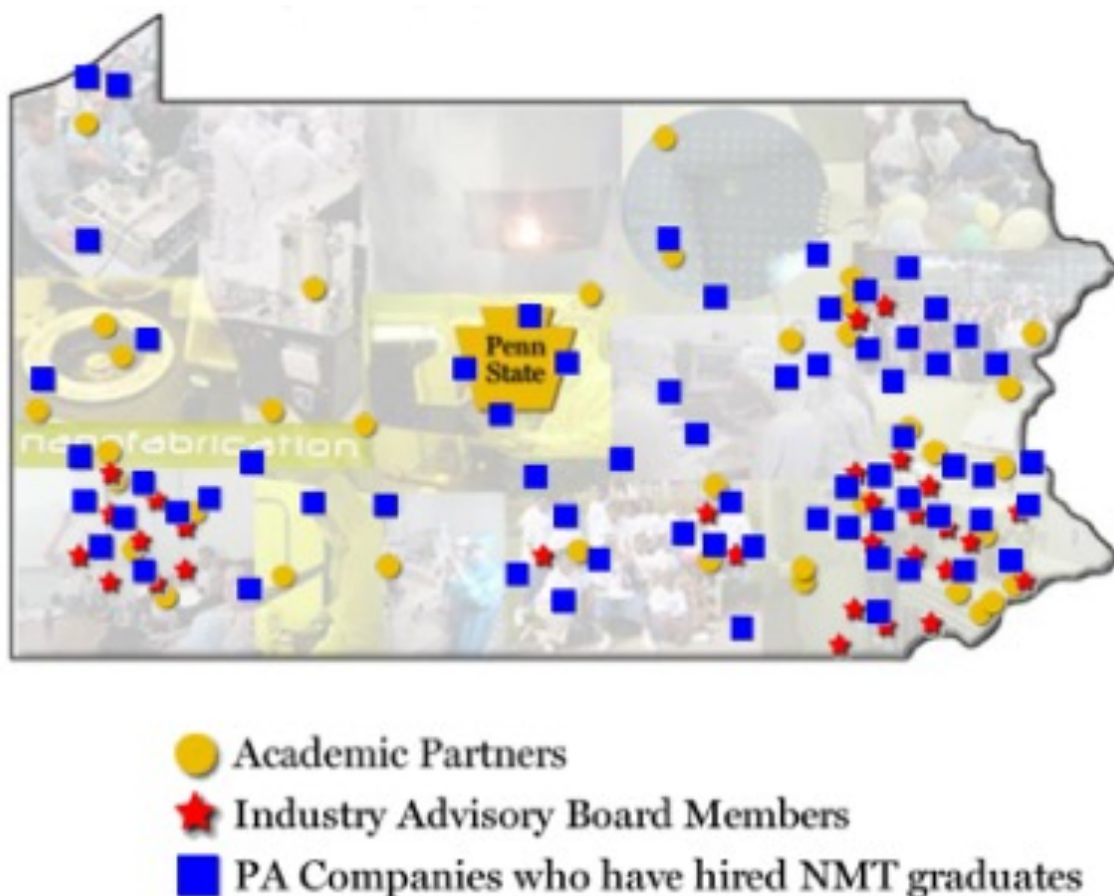 Penn
State
nanofabrication
Academic Partners
Industry Advisory Board Members
PA Companies who have hired NMT graduates